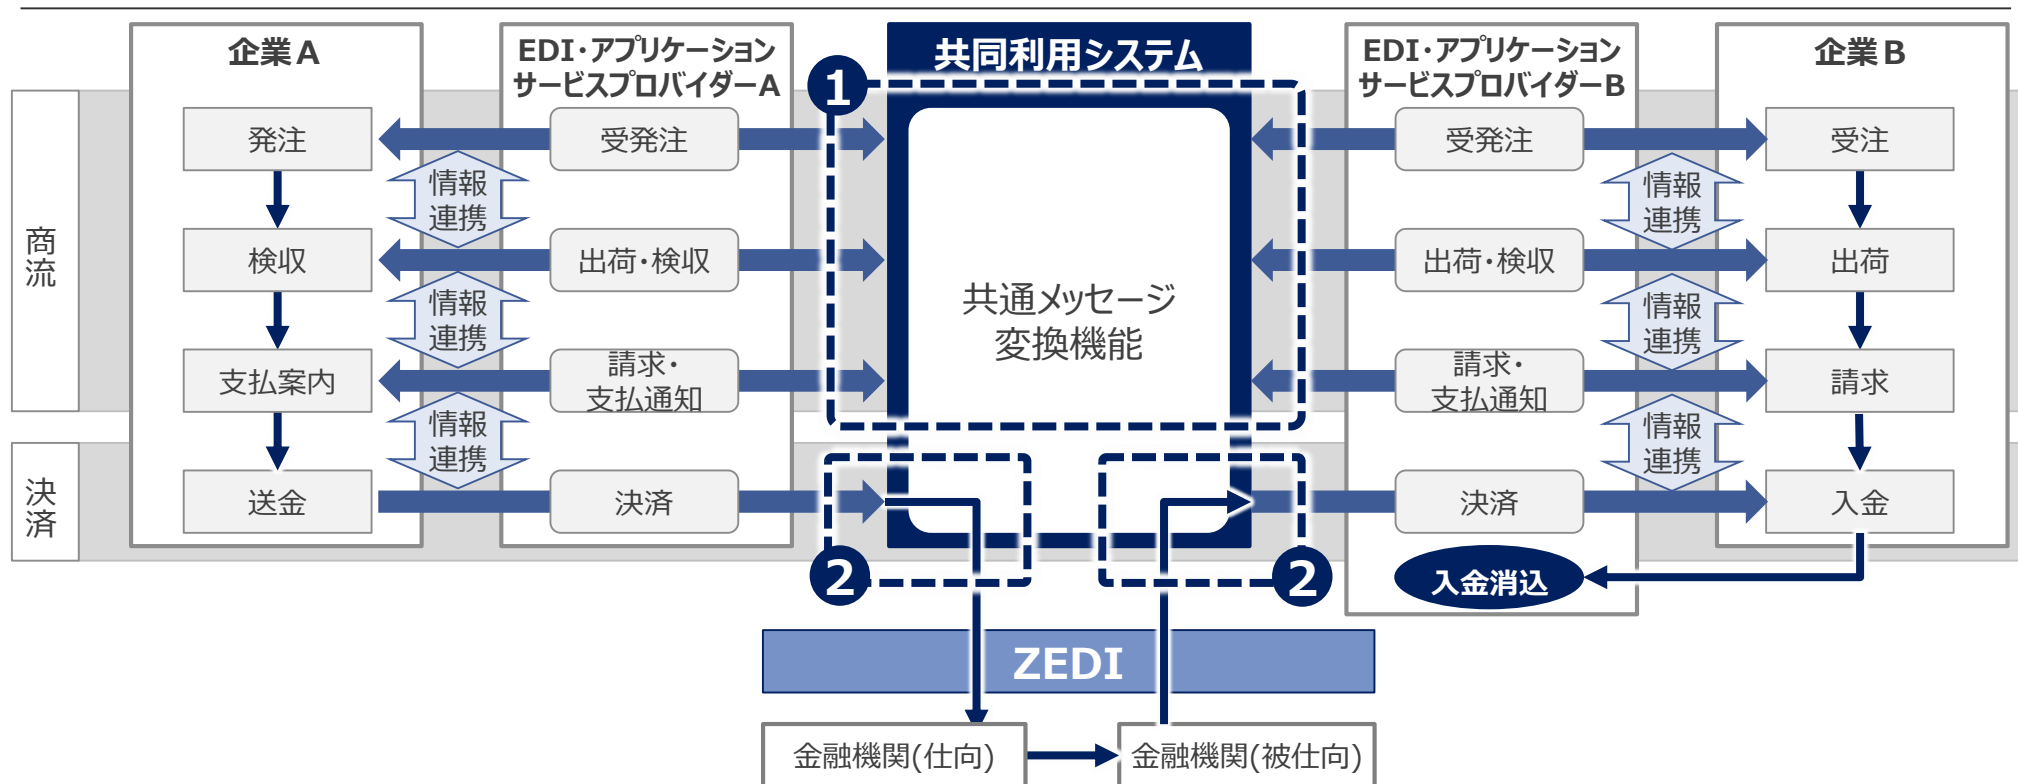 企業A
EDI・アプリケーション
サービスプロバイダーA
共同利用システム
EDI・アプリケーション
サービスプロバイダーB
企業B
1
商流
発注
検収
支払案内
情報
連携
情報
連携
情報
連携
受発注
出荷・検収
請求・
支払通知
共通メッセージ
変換機能
受発注
出荷・検収
請求・
支払通知
情報
連携
情報
連携
情報
連携
受注
出荷
請求
決済
送金
決済
2
2
決済
入金
入金消込
ZEDI
金融機関(仕向)
金融機関(被仕向)